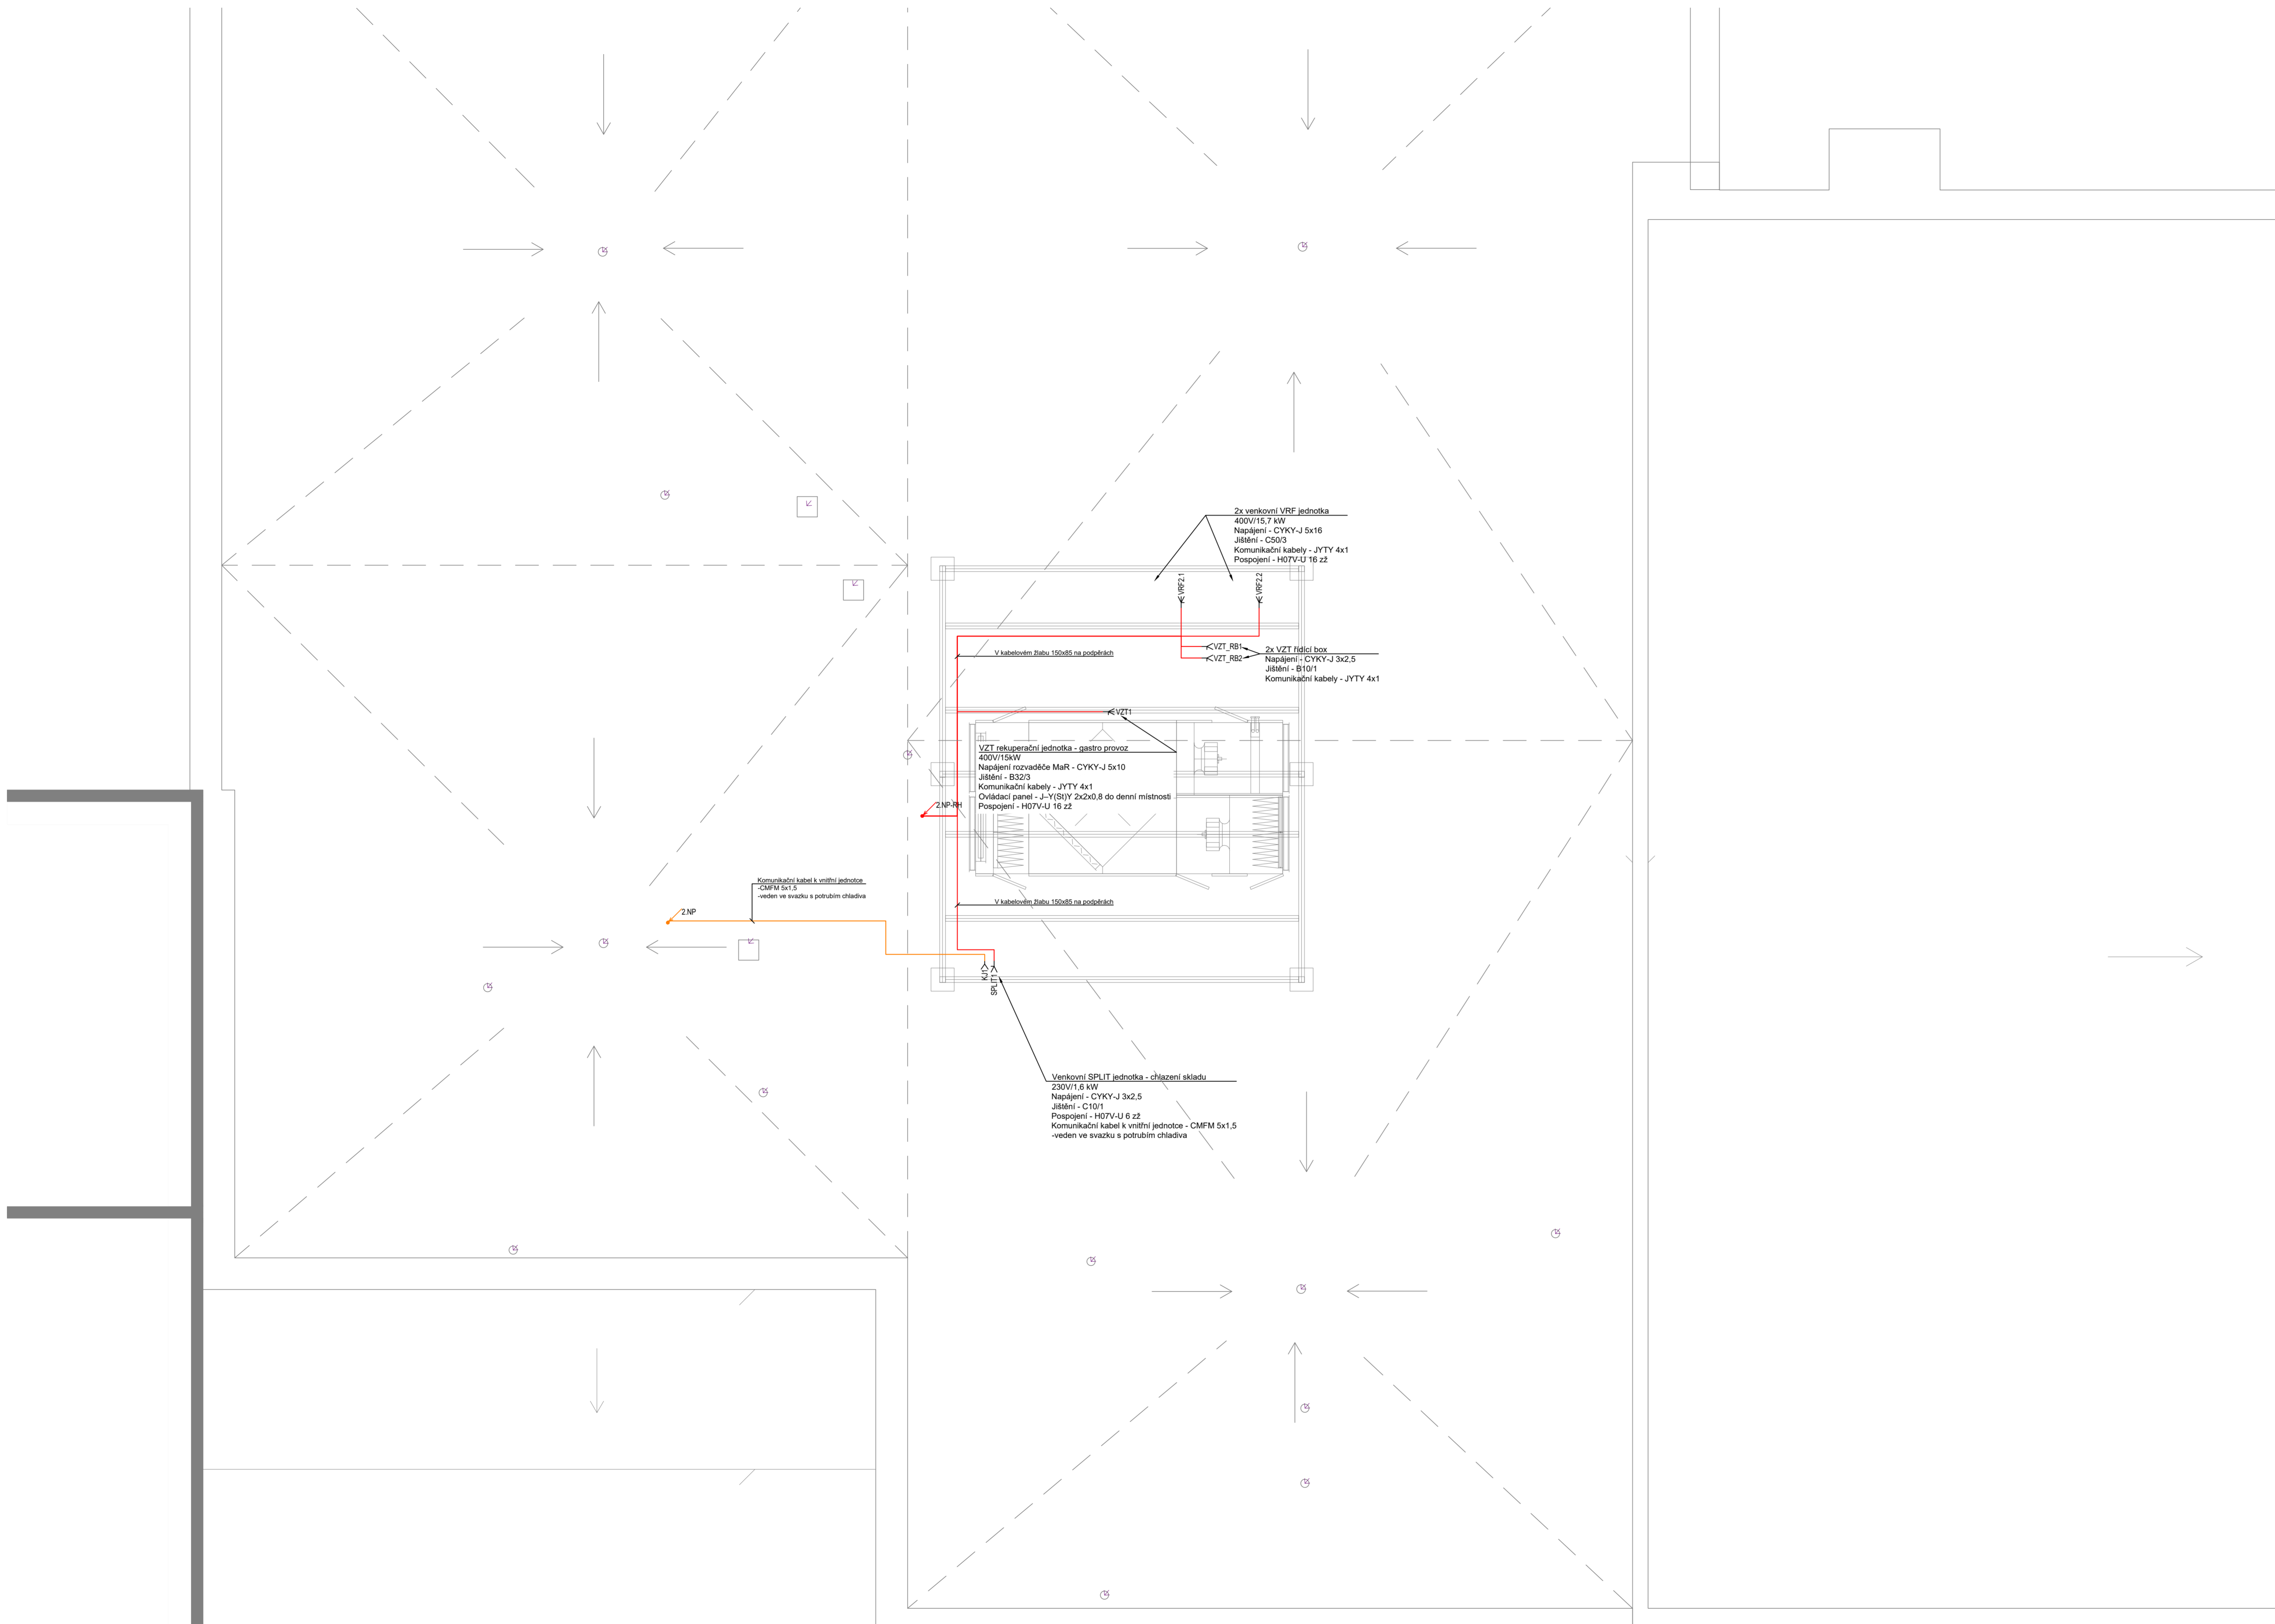 2x venkovní VRF jednotka
400V/15,7 kW
Napájení - CYKY-J 5x16
Jištění - C50/3
Komunikační kabely - JYTY 4x1
Pospojení - H07V-U 16 zž
VRF2.1
VRF2.2
VZT_RB1
VZT_RB2
2x VZT řídící box
Napájení - CYKY-J 3x2,5
Jištění - B10/1
Komunikační kabely - JYTY 4x1
V kabelovém žlabu 150x85 na podpěrách
VZT1
VZT rekuperační jednotka - gastro provoz
400V/15kW
Napájení rozvaděče MaR - CYKY-J 5x10
Jištění - B32/3
Komunikační kabely - JYTY 4x1
Ovládací panel - J–Y(St)Y 2x2x0,8 do denní místnosti
Pospojení - H07V-U 16 zž
2.NP-RH
Komunikační kabel k vnitřní jednotce
-CMFM 5x1,5
-veden ve svazku s potrubím chladiva
2.NP
V kabelovém žlabu 150x85 na podpěrách
KJ1
SPLIT1
Venkovní SPLIT jednotka - chlazení skladu
230V/1,6 kW
Napájení - CYKY-J 3x2,5
Jištění - C10/1
Pospojení - H07V-U 6 zž
Komunikační kabel k vnitřní jednotce - CMFM 5x1,5
-veden ve svazku s potrubím chladiva